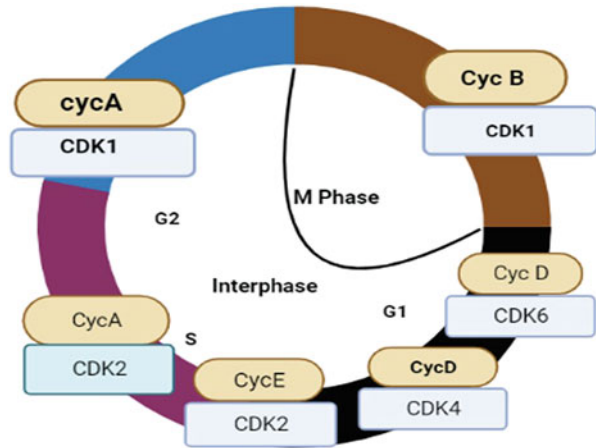 cycA
CDK1
Cyc B
CDK1
M Phase
G2
Interphase
Cyc D
CDK6
G1
CycA
CDK2
S
CycE
CDK2
CycD
CDK4